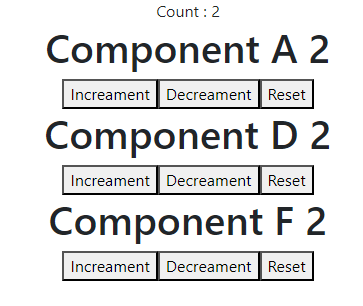 Count : 2
Component A 2
Increament Decreament Reset
Component D 2
Increament Decreament Reset
Component F 2
Increament Decreament Reset